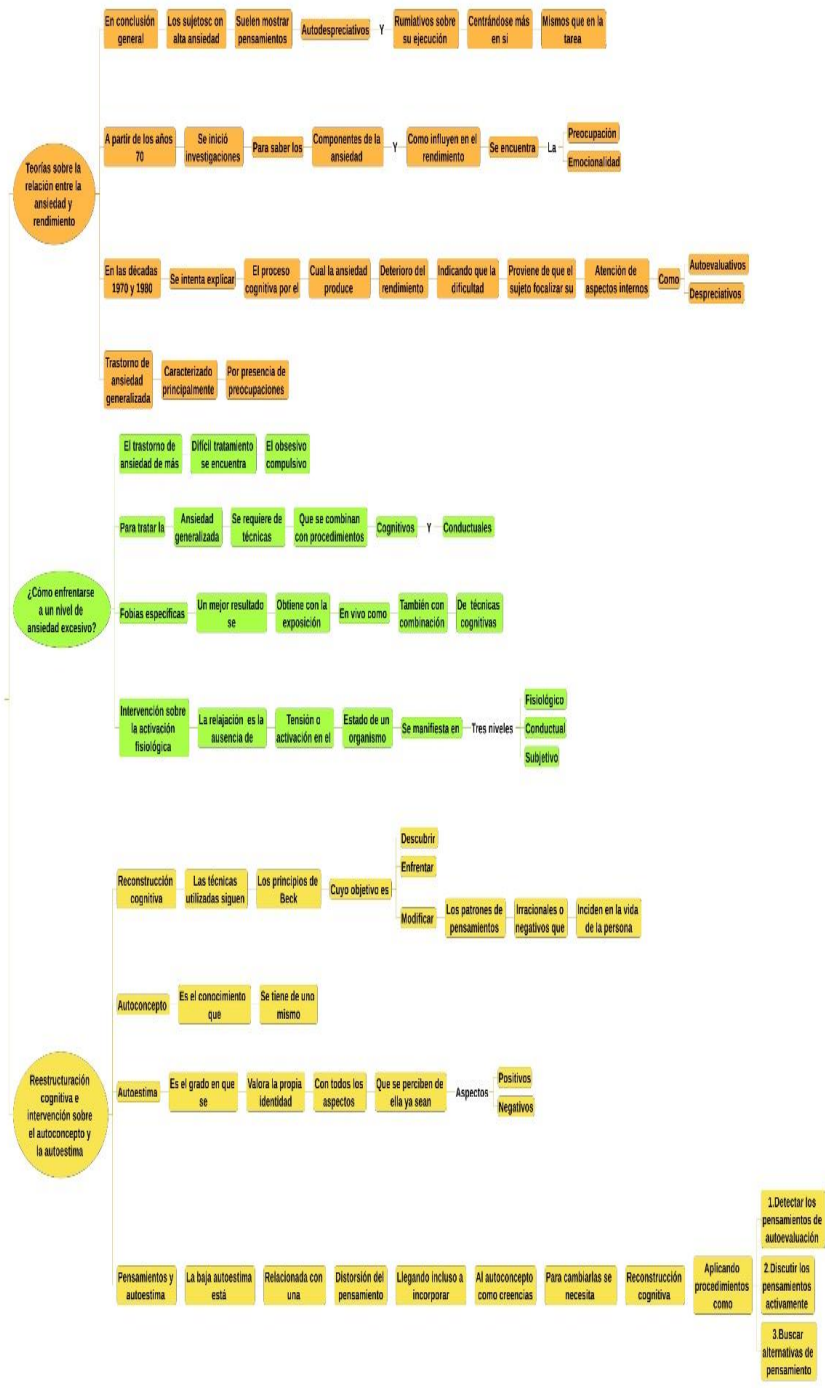 En conclusión
general
Los sujetosc on
alta ansiedad
Suelen mostrar
pensamientos
Autodespreciativos
Y
Rumiativos sobre
su ejecución
Centrándose más
en si
Mismos que en la
tarea
Teorías sobre la
relación entre la
ansiedad y
rendimiento
A partir de los años
70
Se inició
investigaciones
Para saber los
Componentes de la
ansiedad
Y
Como influyen en el
rendimiento
Se encuentra
La
Preocupación
Emocionalidad
En las décadas
1970 y 1980
Se intenta explicar
El proceso
cognitiva por el
Cual la ansiedad
produce
Deterioro del
rendimiento
Indicando que la
dificultad
Proviene de que el
sujeto focalizar su
Atención de
aspectos internos
Como
Autoevaluativos
Despreciativos
Trastorno de
ansiedad
generalizada
Caracterizado
principalmente
Por presencia de
preocupaciones
El trastorno de
ansiedad de más
Difícil tratamiento
se encuentra
El obsesivo
compulsivo
Para tratar la
Ansiedad
generalizada
Se requiere de
técnicas
Que se combinan
con procedimientos
Cognitivos
Y
Conductuales
¿Cómo enfrentarse
a un nivel de
ansiedad excesivo?
Fobias específicas
Un mejor resultado
se
Obtiene con la
exposición
En vivo como
También con
combinación
De técnicas
cognitivas
Intervención sobre
la activación
fisiológica
La relajación es la
ausencia de
Tensión o
activación en el
Estado de un
organismo
Se manifiesta en
Tres niveles
Fisiológico
Conductual
Subjetivo
Reconstrucción
cognitiva
Las técnicas
utilizadas siguen
Los principios de
Beck
Cuyo objetivo es
Descubrir
Enfrentar
Modificar
Los patrones de
pensamientos
Irracionales o
negativos que
Inciden en la vida
de la persona
Autoconcepto
Es el conocimiento
que
Se tiene de uno
mismo
Reestructuración
cognitiva e
intervención sobre
el autoconcepto y
la autoestima
Autoestima
Es el grado en que
se
Valora la propia
identidad
Con todos los
aspectos
Que se perciben de
ella ya sean
Aspectos
Positivos
Negativos
Pensamientos y
autoestima
La baja autoestima
está
Relacionada con
una
Distorsión del
pensamiento
Llegando incluso a
incorporar
Al autoconcepto
como creencias
Para cambiarlas se
necesita
Reconstrucción
cognitiva
Aplicando
procedimientos
como
1.Detectar los
pensamientos de
autoevaluación
2.Discutir los
pensamientos
activamente
3.Buscar
alternativas de
pensamiento